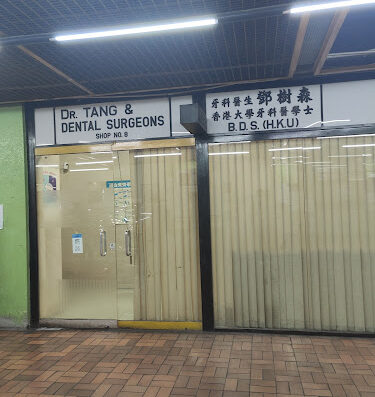 DR. TANG &
DENTAL SURGEONS
SHOP NO. 8
牙科醫生 鄧樹森
香港大學牙科醫學士
B.D.S. (H.K.U)